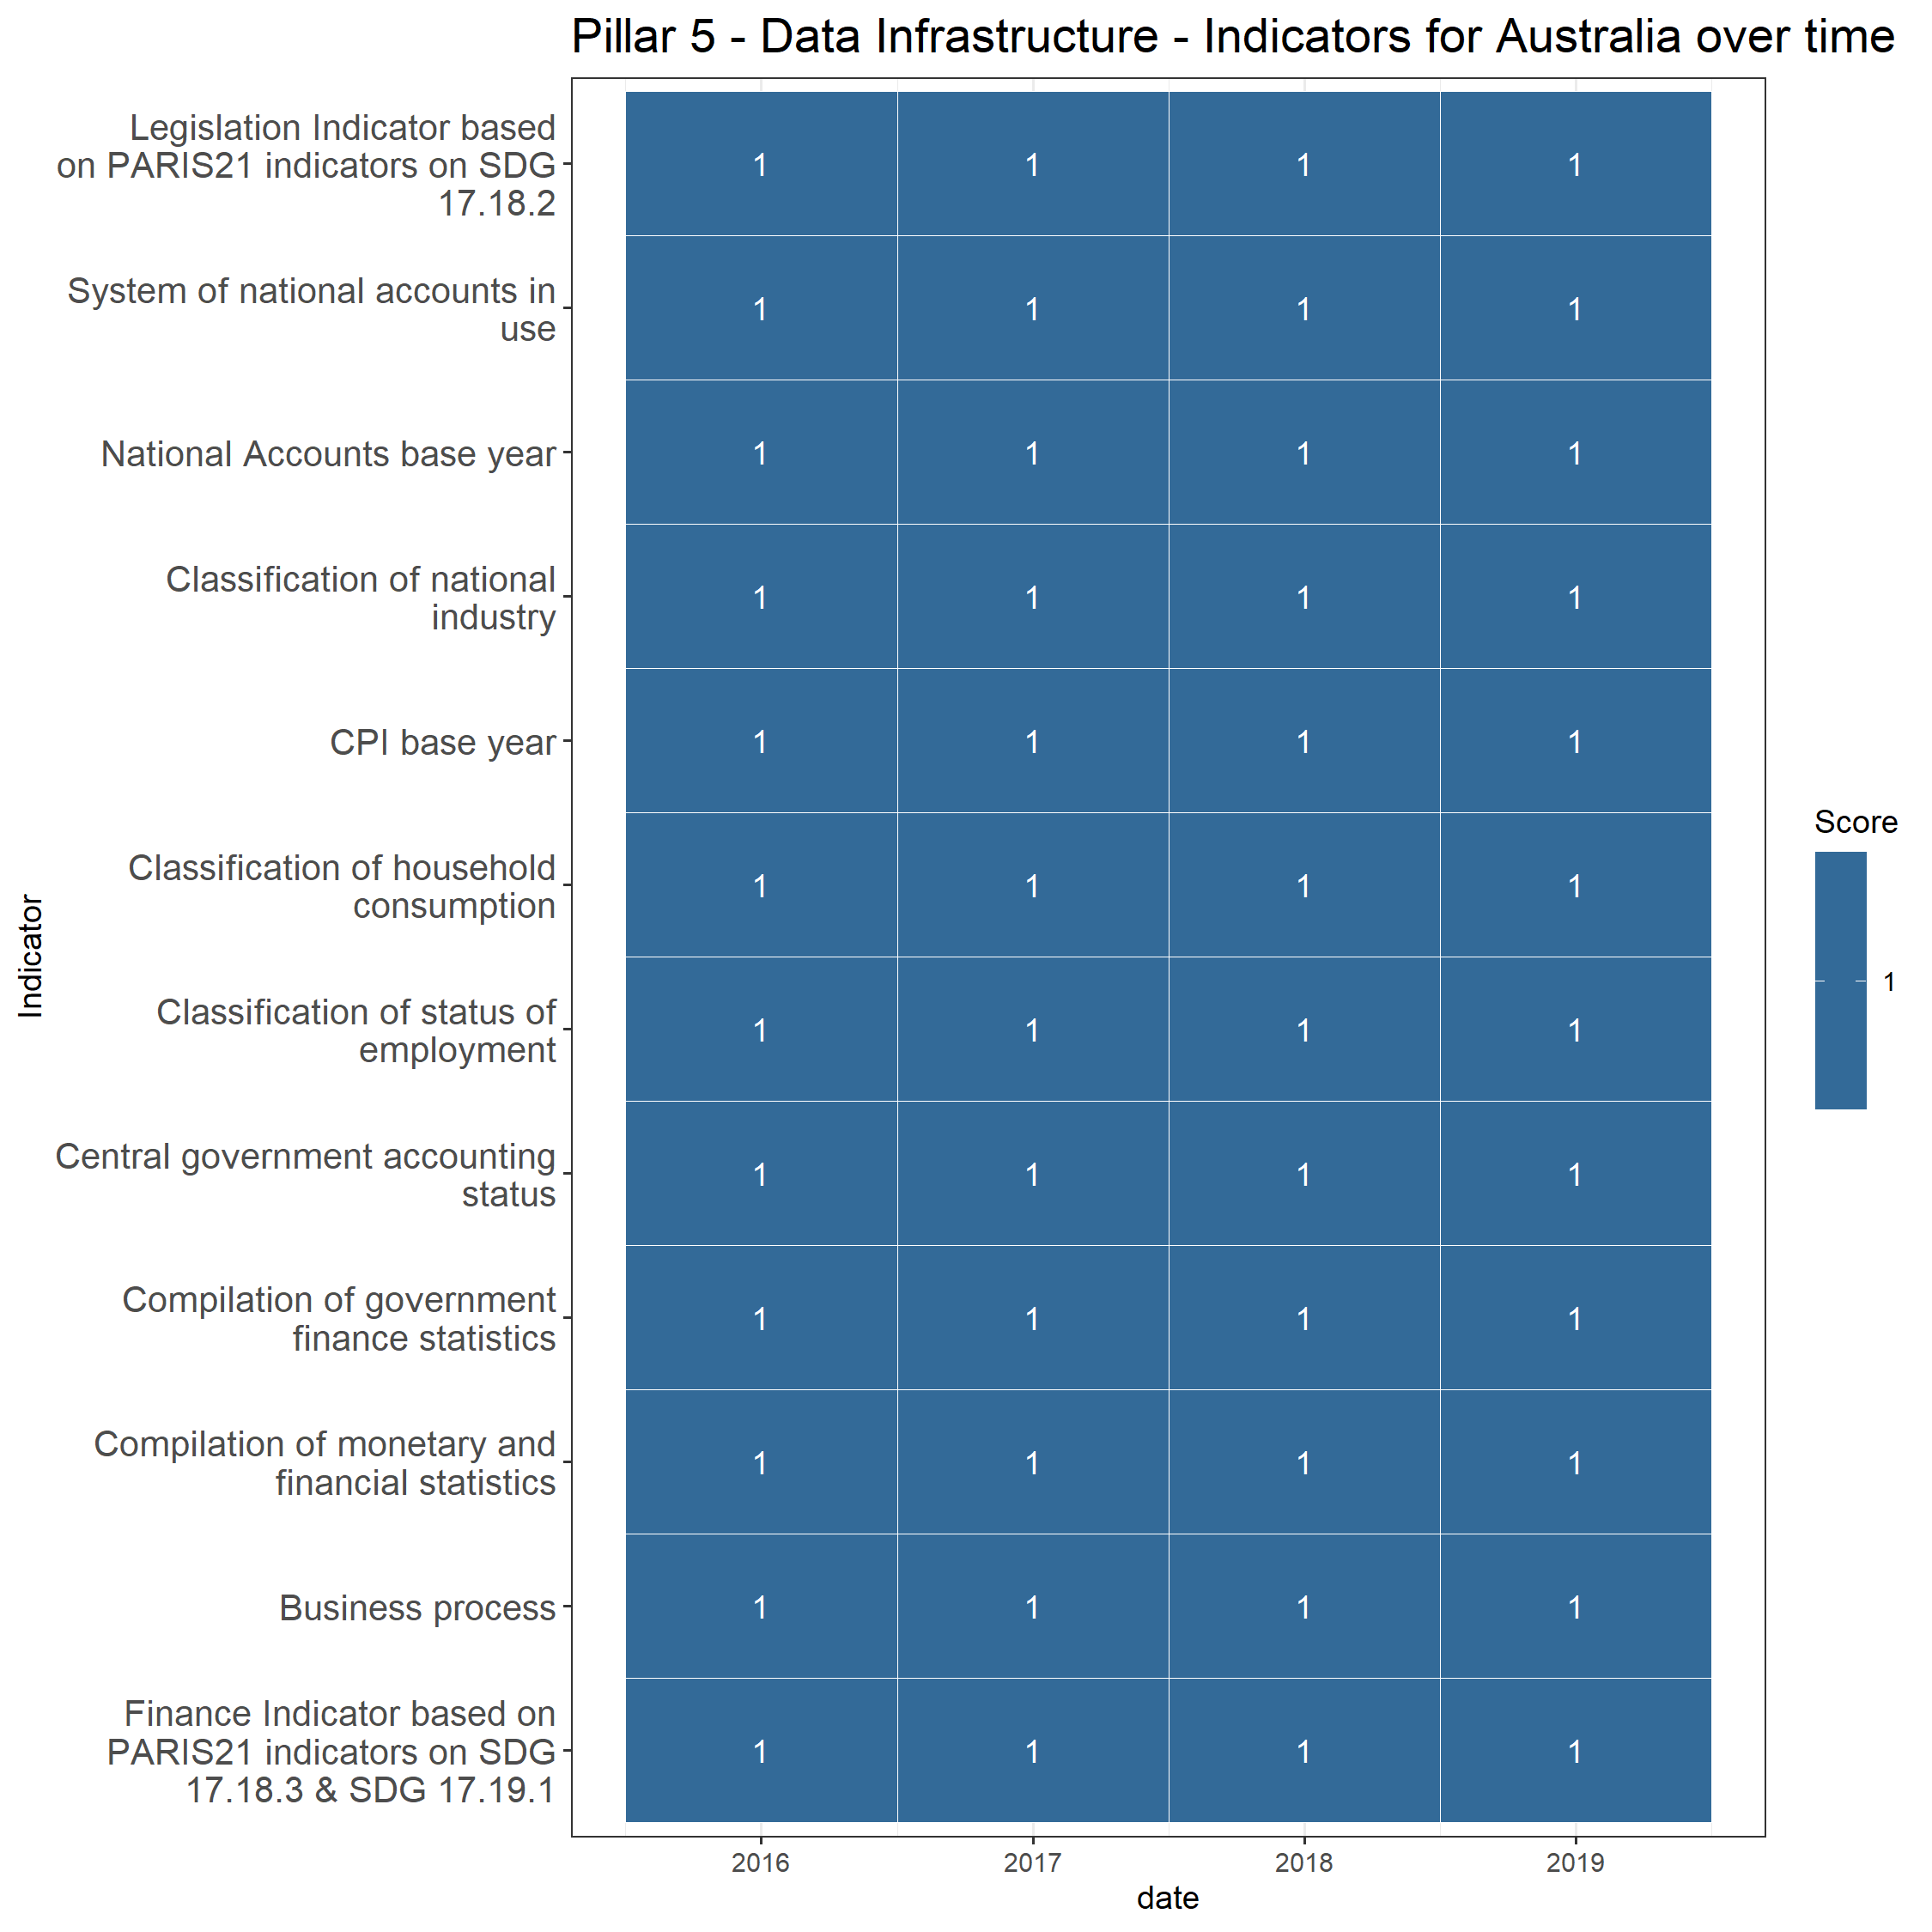 Pillar 5 - Data Infrastructure - Indicators for Australia over time
Legislation Indicator based
on PARIS21 indicators on SDG
17.18.2
1 1 1 1
System of national accounts in
use
1 1 1 1
National Accounts base year
1 1 1 1
Classification of national
industry
1 1 1 1
CPI base year
1 1 1 1
Classification of household
consumption
1 1 1 1
Classification of status of
employment
1 1 1 1
Central government accounting
status
1 1 1 1
Compilation of government
finance statistics
1 1 1 1
Compilation of monetary and
financial statistics
1 1 1 1
Business process
1 1 1 1
Finance Indicator based on
PARIS21 indicators on SDG
17.18.3 & SDG 17.19.1
1 1 1 1
Indicator
2016 2017 2018 2019
date
Score
1